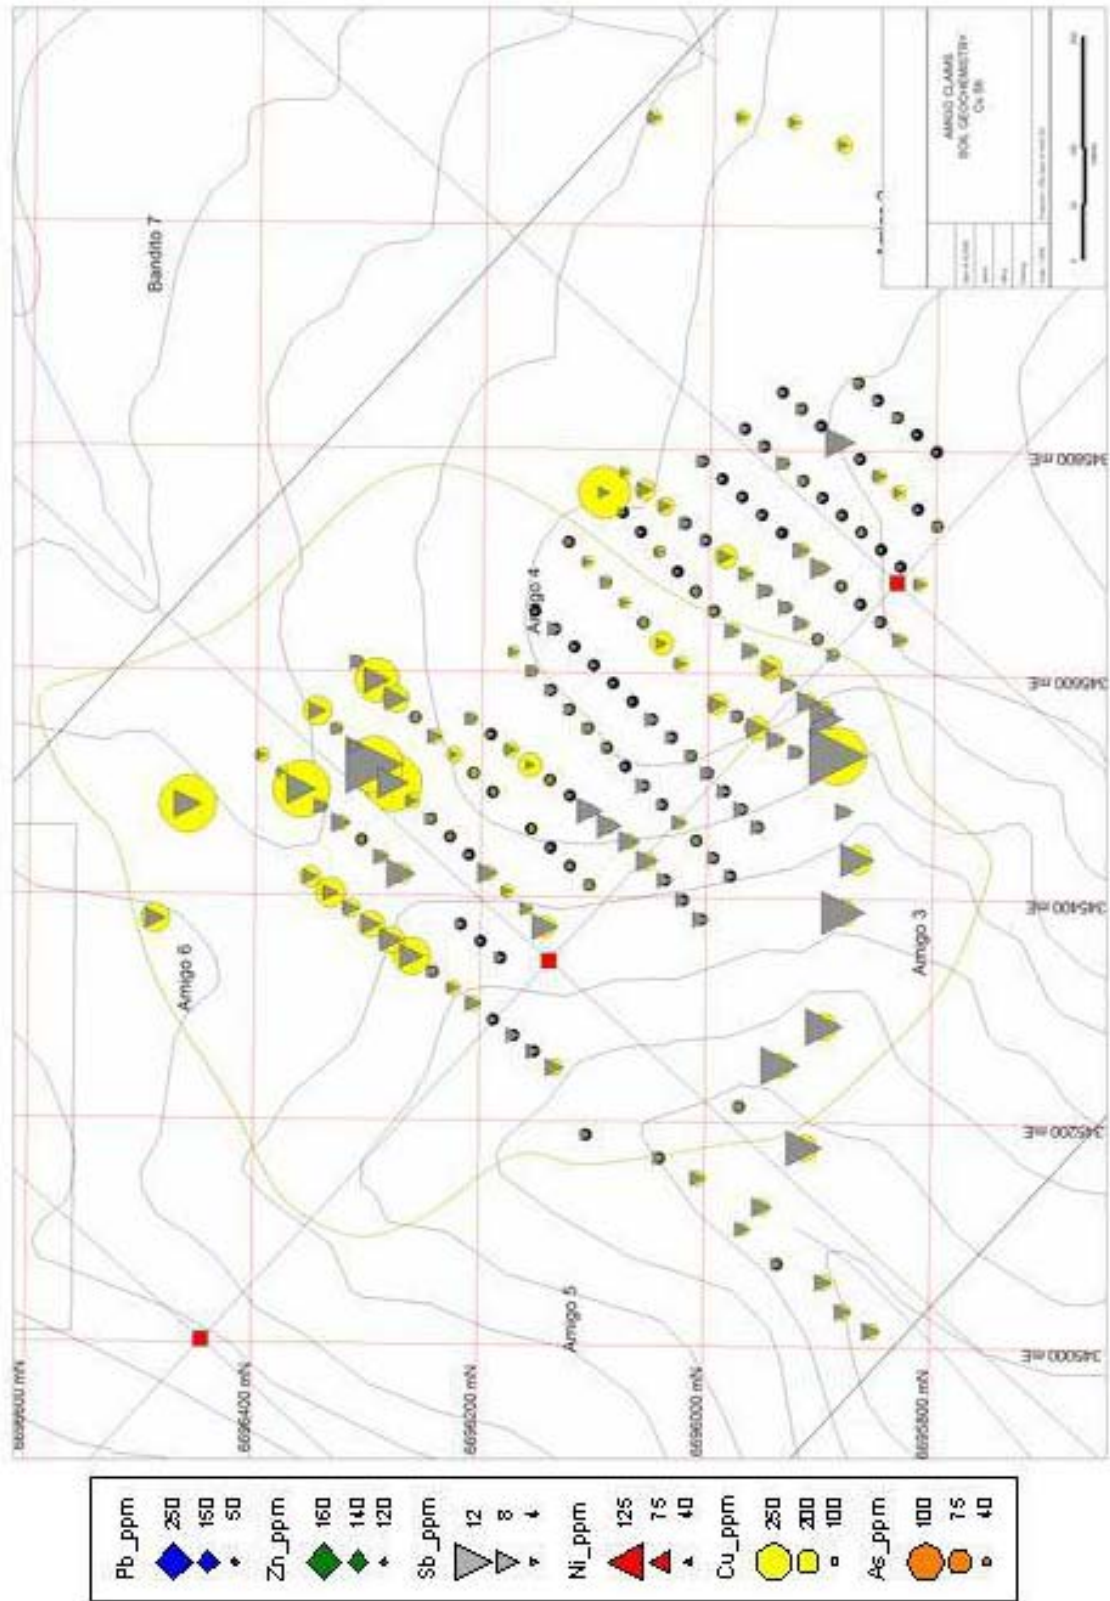 AMIGO CLAIMS
SOIL GEOCHEMISTRY
Cu Sb
Bandito 7
Amigo 4
Amigo 6
Amigo 3
Amigo 5
345800 mE
345600 mE
345400 mE
345200 mE
345000 mE
6696600 mN
6696400 mN
6696200 mN
6696000 mN
6695800 mN
Pb_ppm
250
150
50
Zn_ppm
160
140
120
Sb_ppm
12
8
4
Ni_ppm
125
75
40
Cu_ppm
250
200
100
As_ppm
100
75
40